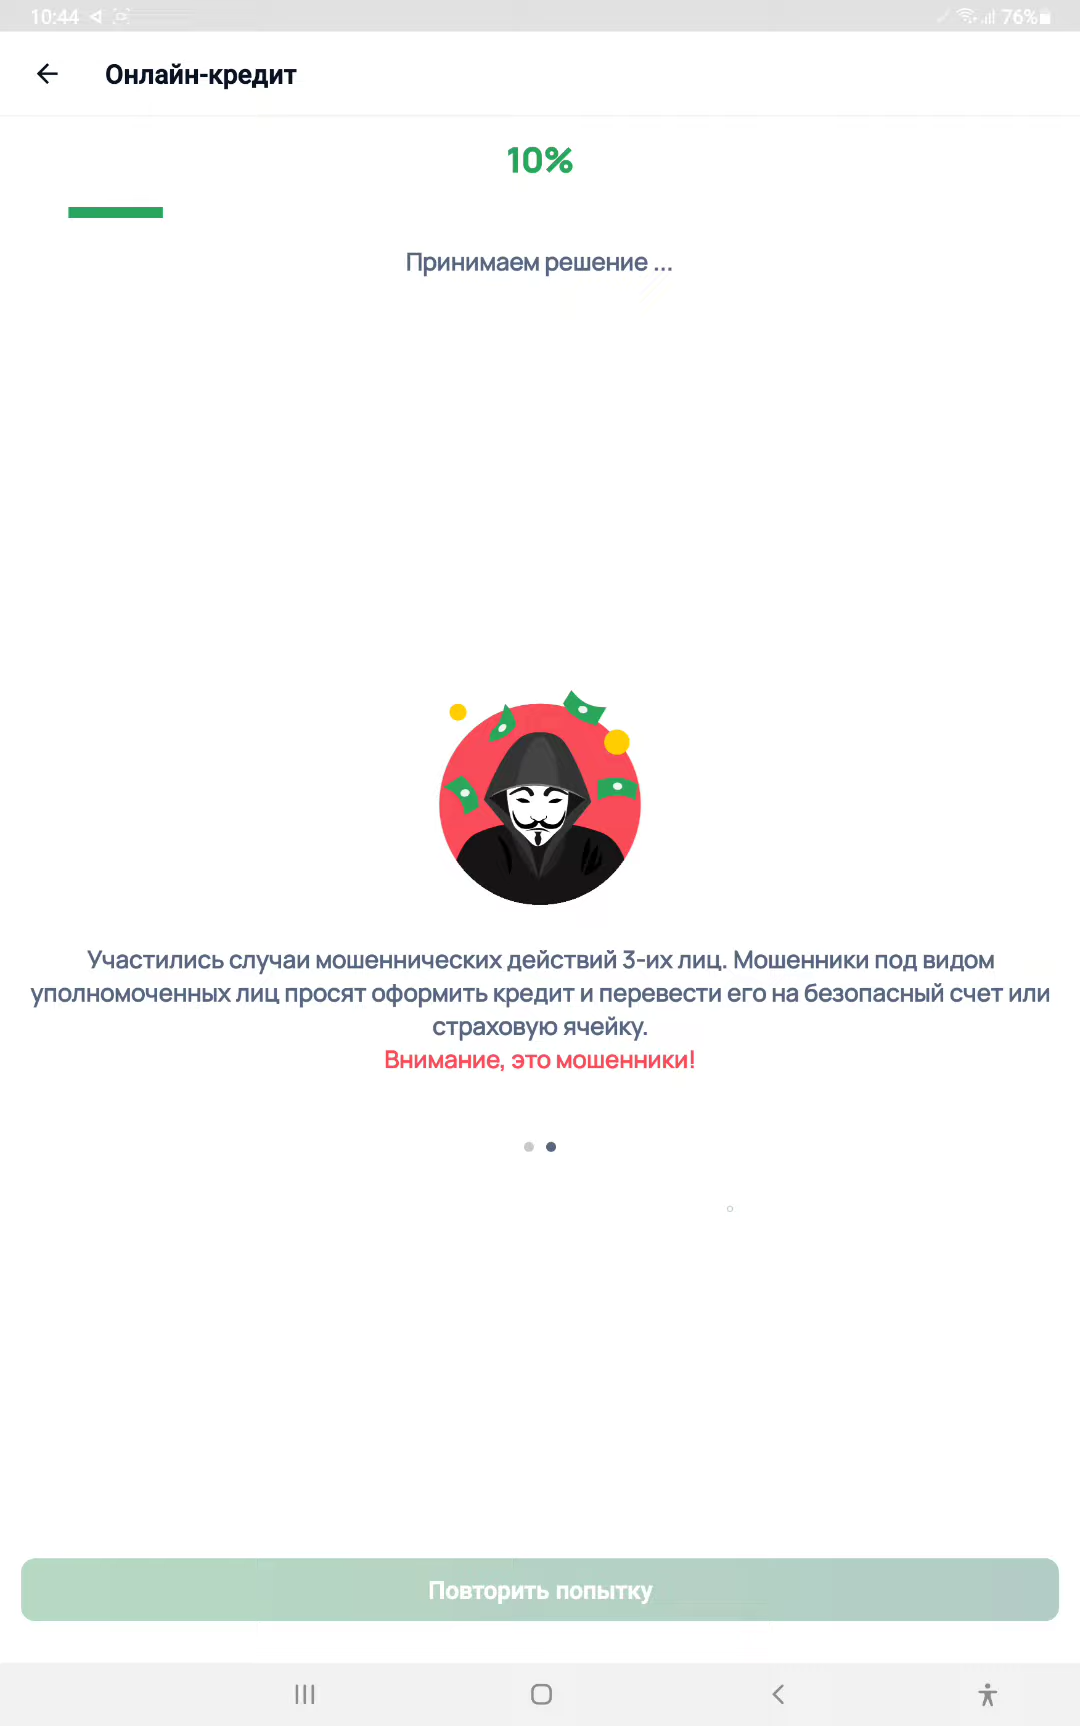 10:44
76%
Онлайн-кредит
10%
Принимаем решение ...
Участились случаи мошеннических действий 3-их лиц. Мошенники под видом
уполномоченных лиц просят оформить кредит и перевести его на безопасный счет или
страховую ячейку.
Внимание, это мошенники!
Повторить попытку